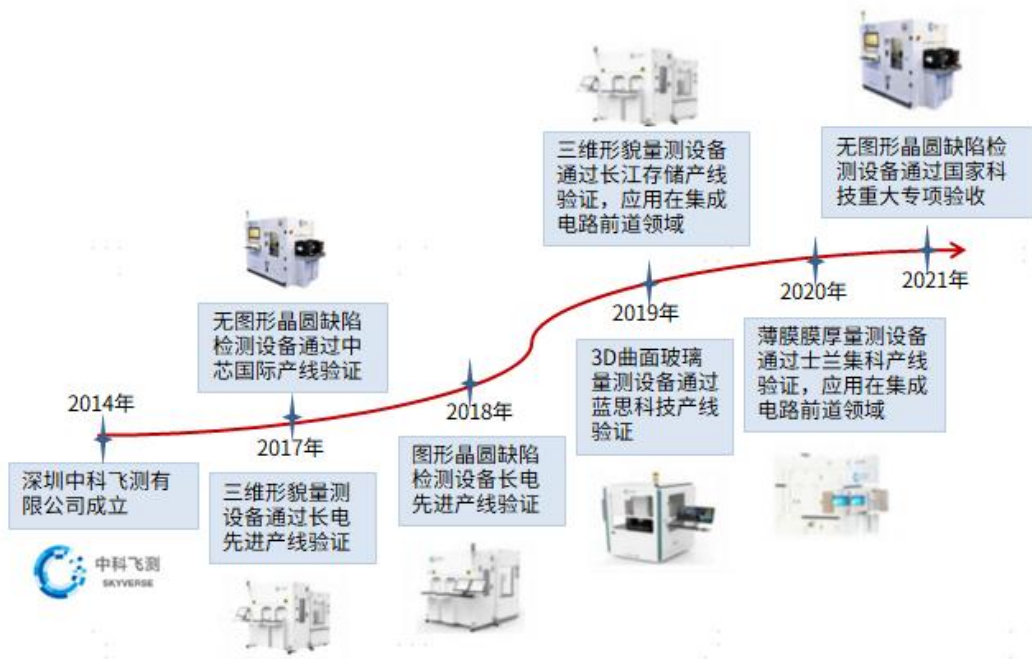 三维形貌量测设备
通过长江存储产线
验证，应用在集成
电路前道领域
无图形晶圆缺陷检
测设备通过国家科
技重大专项验收
无图形晶圆缺陷
检测设备通过中
芯国际产线验证
2014年
2017年
2018年
2019年
2020年
2021年
深圳中科飞测有
限公司成立
三维形貌量测
设备通过长电
先进产线验证
图形晶圆缺陷
检测设备长电
先进产线验证
3D曲面玻璃
量测设备通过
蓝思科技产线
验证
薄膜膜厚量测设备
通过士兰集科产线
验证，应用在集成
电路前道领域
中科飞测
SKYVERSE